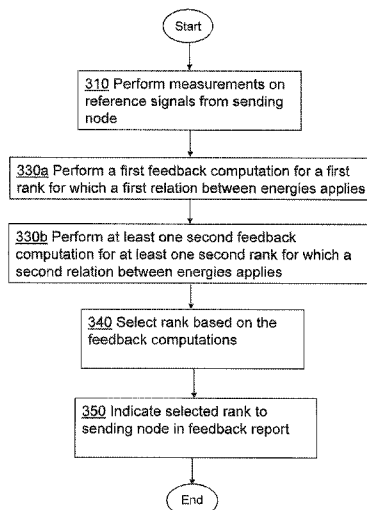 Start
310 Perform measurements on
reference signals from sending
node
330a Perform a first feedback computation for a first
rank for which a first relation between energies applies
330b Perform at least one second feedback
computation for at least one second rank for which a
second relation between energies applies
340 Select rank based on the
feedback computations
350 Indicate selected rank to
sending node in feedback report
End